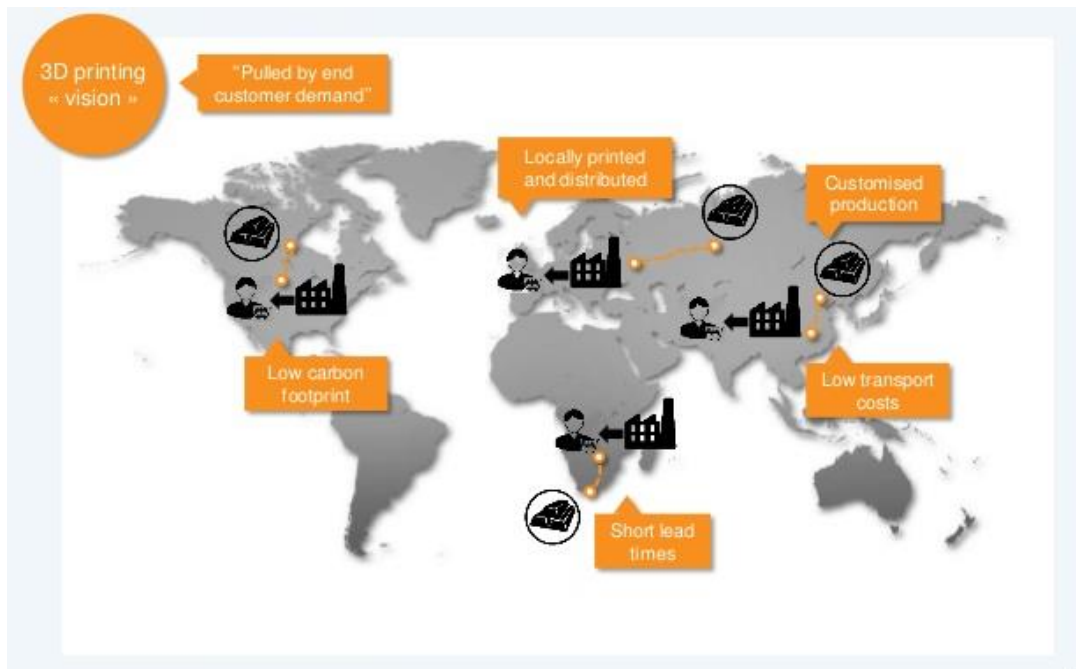 3D printing
« vision »
"Pulled by end
customer demand"
Locally printed
and distributed
Customised
production
Low carbon
footprint
Low transport
costs
Short lead
times